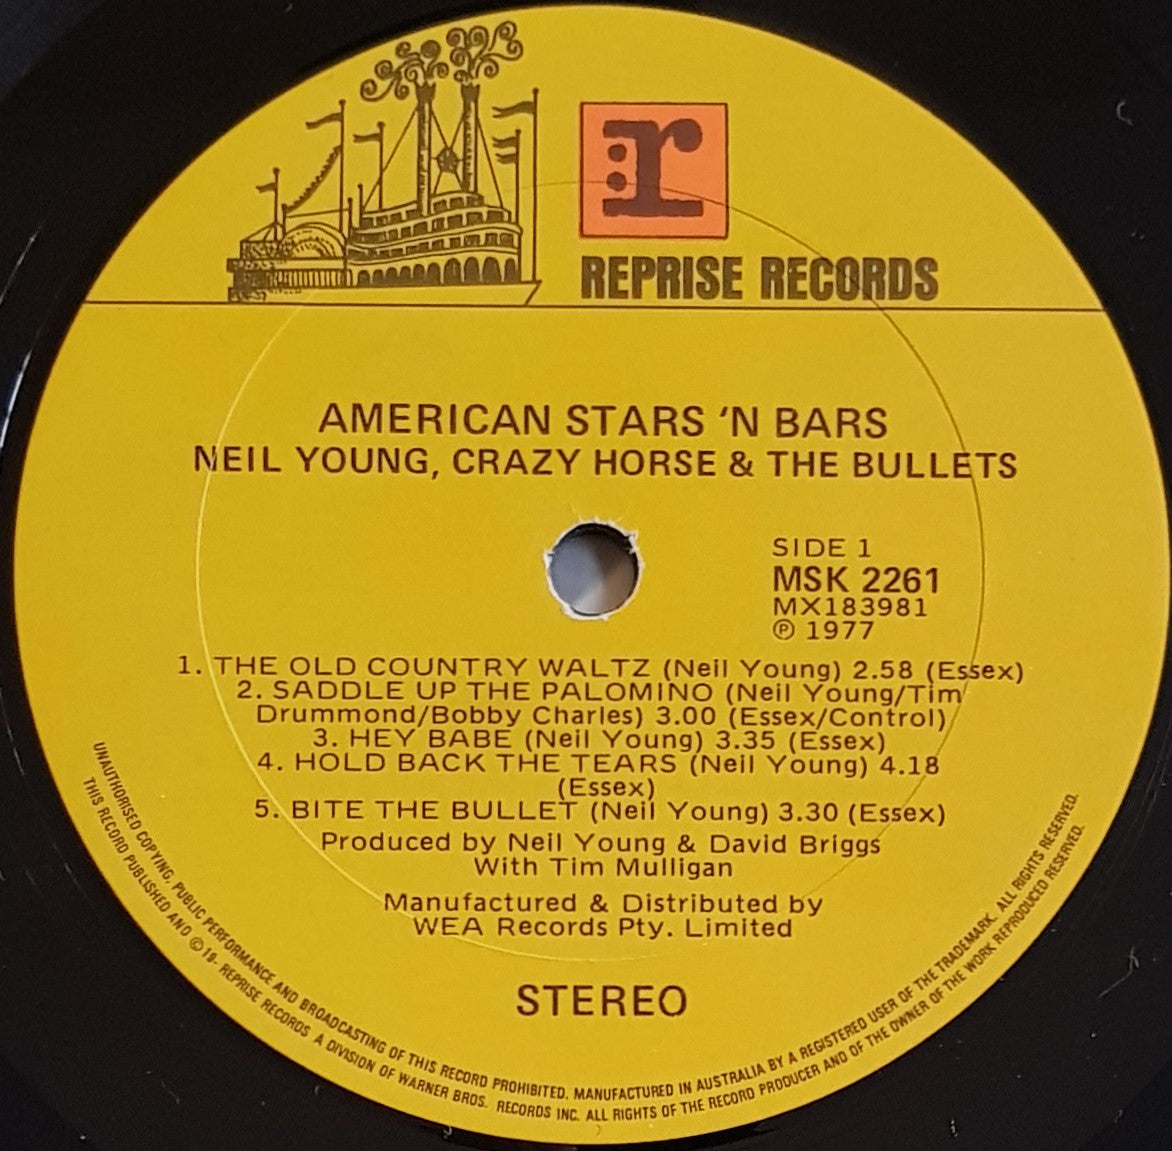 r
REPRISE RECORDS
AMERICAN STARS 'N BARS
NEIL YOUNG, CRAZY HORSE & THE BULLETS
SIDE 1
MSK 2261
MX183981
℗ 1977
1. THE OLD COUNTRY WALTZ (Neil Young) 2.58 (Essex)
2. SADDLE UP THE PALOMINO (Neil Young/Tim
Drummond/Bobby Charles) 3.00 (Essex/Control)
3. HEY BABE (Neil Young) 3.35 (Essex)
4. HOLD BACK THE TEARS (Neil Young) 4.18
(Essex)
5. BITE THE BULLET (Neil Young) 3.30 (Essex)
Produced by Neil Young & David Briggs
With Tim Mulligan
Manufactured & Distributed by
WEA Records Pty. Limited
STEREO
UNAUTHORISED COPYING, PUBLIC PERFORMANCE AND BROADCASTING OF THIS RECORD PROHIBITED. MANUFACTURED IN AUSTRALIA BY A REGISTERED USER OF THE TRADEMARK. ALL RIGHTS RESERVED.
THIS RECORD PUBLISHED AND © 19- REPRISE RECORDS A DIVISION OF WARNER BROS. RECORDS INC. ALL RIGHTS OF THE RECORD PRODUCER AND OF THE OWNER OF THE WORK REPRODUCED RESERVED.